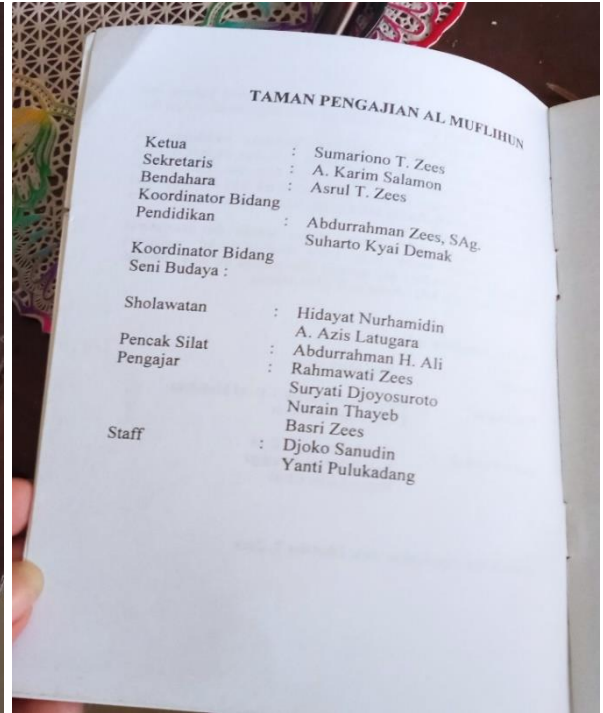 TAMAN PENGAJIAN AL MUFLIHUN
Ketua : Sumariono T. Zees
Sekretaris : A. Karim Salamon
Bendahara : Asrul T. Zees
Koordinator Bidang
Pendidikan : Abdurrahman Zees, SAg.
Suharto Kyai Demak
Koordinator Bidang
Seni Budaya :
Sholawatan : Hidayat Nurhamidin
A. Azis Latugara
Pencak Silat : Abdurrahman H. Ali
Pengajar : Rahmawati Zees
Suryati Djoyosuroto
Nurain Thayeb
Basri Zees
Staff : Djoko Sanudin
Yanti Pulukadang